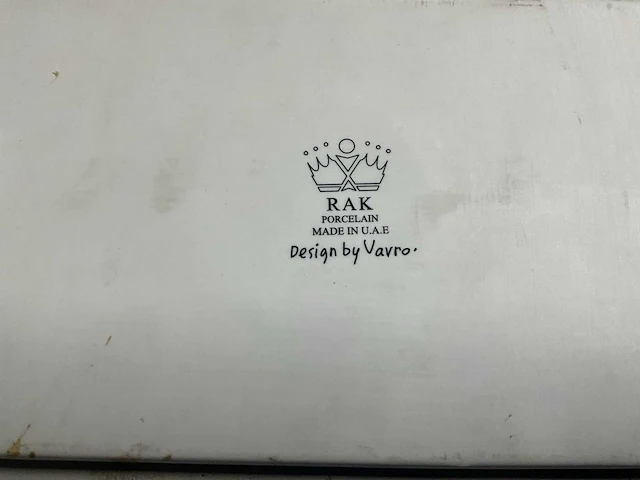 RAK
PORCELAIN
MADE IN U.A.E
Design by Vavro.